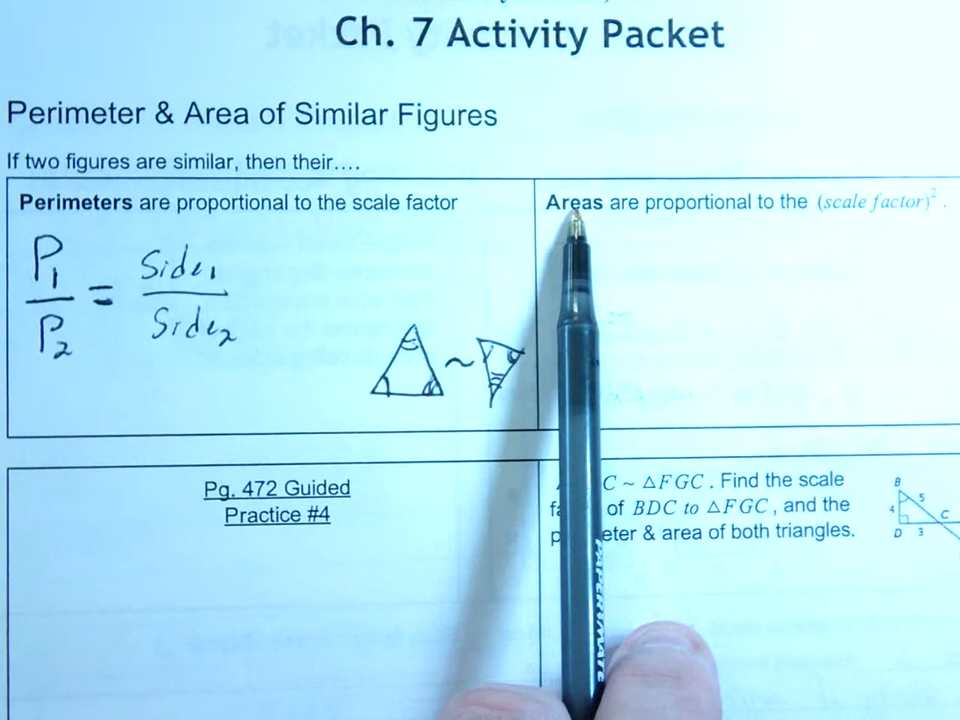 Ch. 7 Activity Packet
Perimeter & Area of Similar Figures
If two figures are similar, then their….
Perimeters are proportional to the scale factor
P₁ / P₂ = Side₁ / Side₂
~
Areas are proportional to the (scale factor)².
Pg. 472 Guided
Practice #4
C ~ △FGC. Find the scale
of BDC to △FGC, and the
eter & area of both triangles.
B
5
4
C
D 3
PAPERMATE